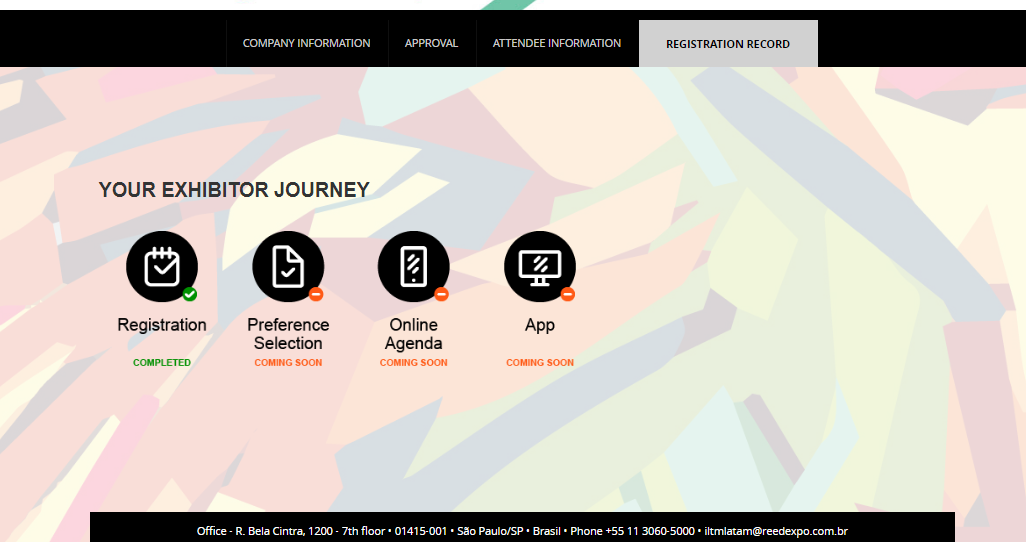 COMPANY INFORMATION
APPROVAL
ATTENDEE INFORMATION
REGISTRATION RECORD
YOUR EXHIBITOR JOURNEY
Registration
COMPLETED
Preference
Selection
COMING SOON
Online
Agenda
COMING SOON
App
COMING SOON
Office - R. Bela Cintra, 1200 - 7th floor • 01415-001 • São Paulo/SP • Brasil • Phone +55 11 3060-5000 • iltmlatam@reedexpo.com.br